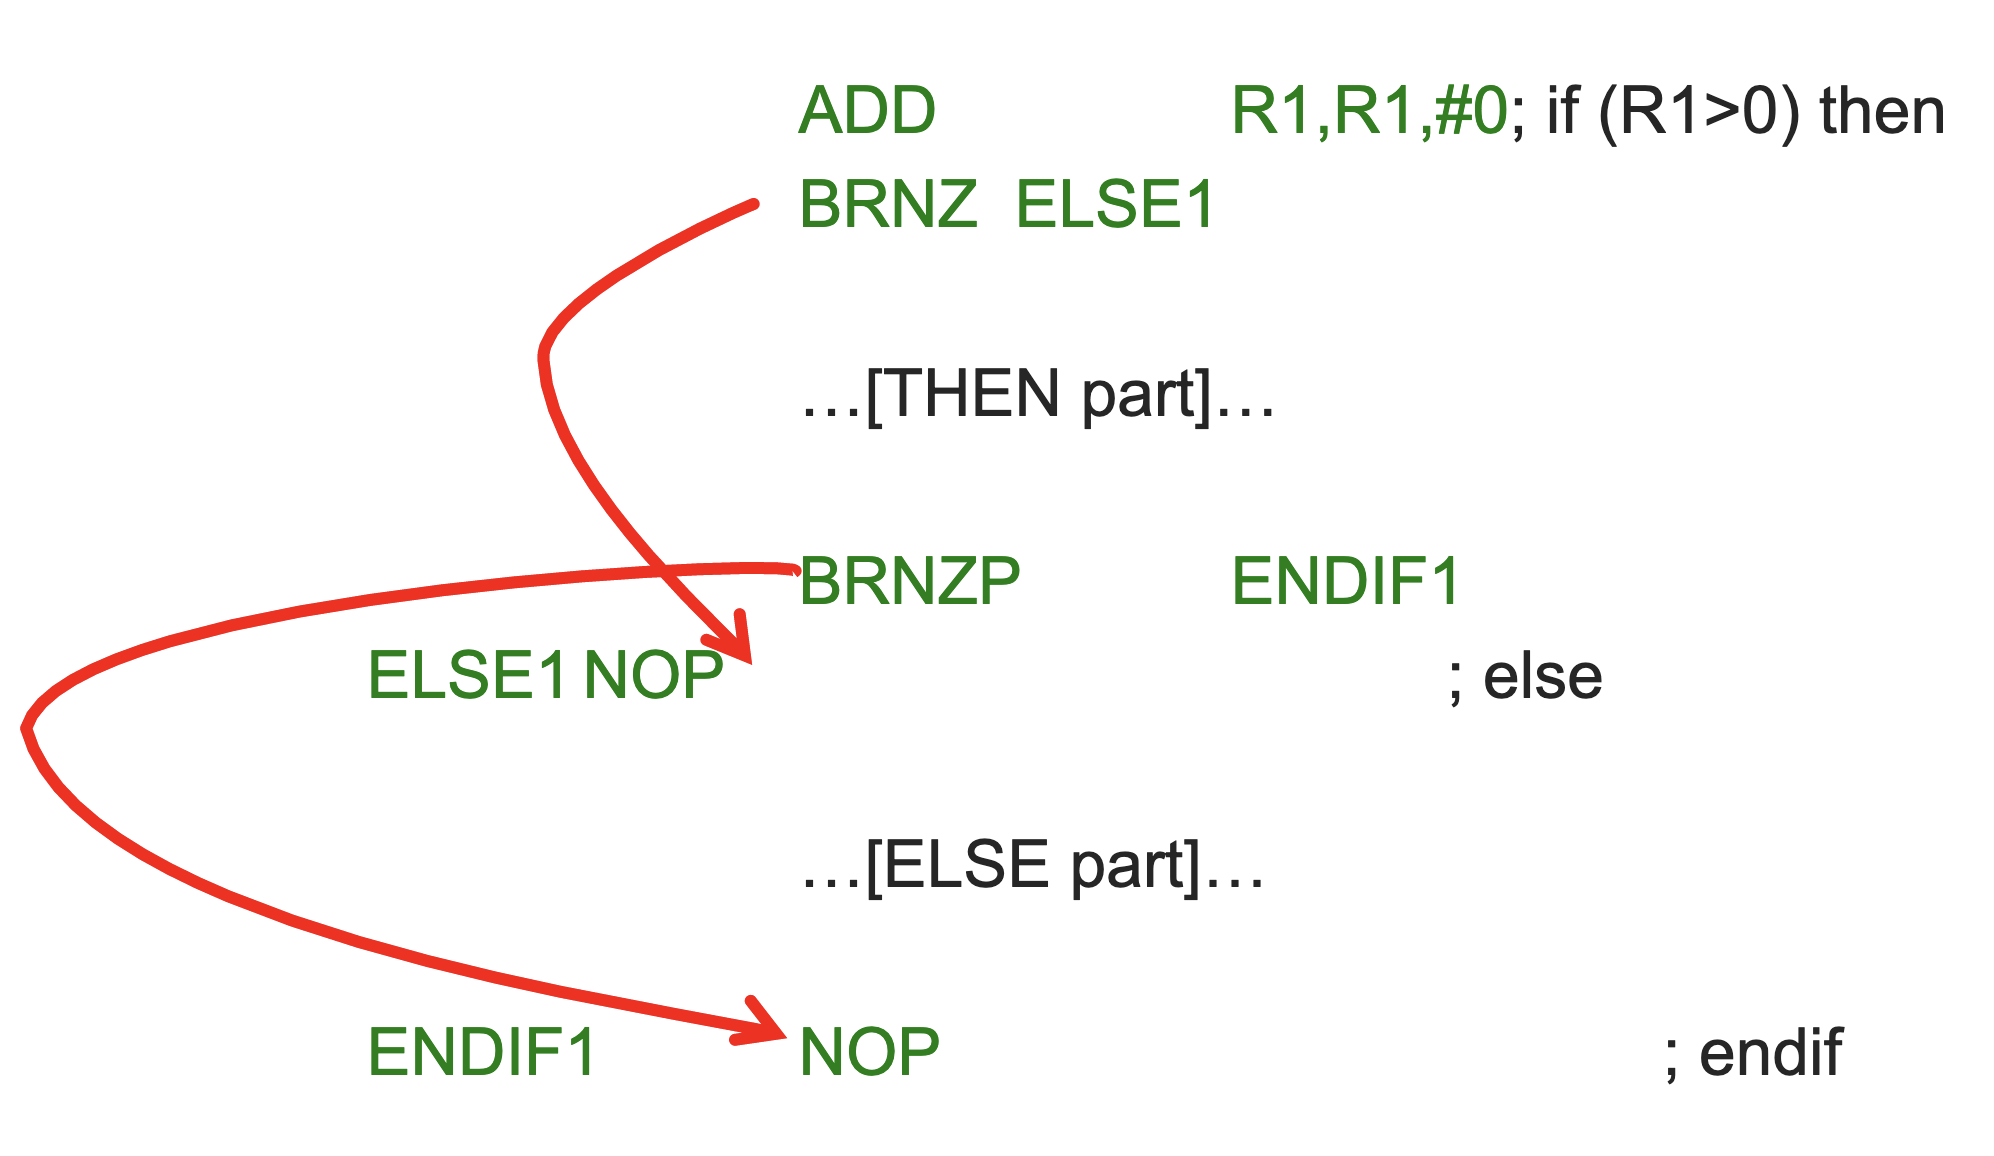 ADD R1,R1,#0; if (R1>0) then
BRNZ ELSE1
…[THEN part]…
BRNZP ENDIF1
ELSE1 NOP ; else
…[ELSE part]…
ENDIF1 NOP ; endif